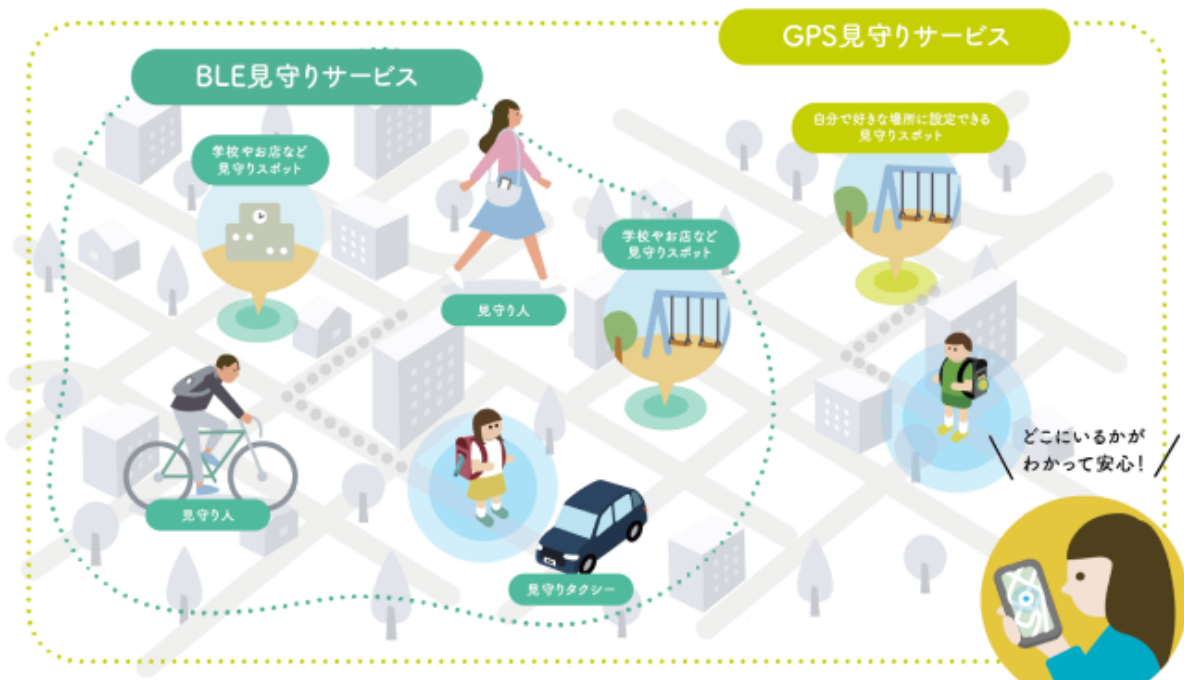 GPS見守りサービス
BLE見守りサービス
自分で好きな場所に設定できる
見守りスポット
学校やお店など
見守りスポット
学校やお店など
見守りスポット
見守り人
どこにいるかが
わかって安心!
見守り人
見守りタクシー